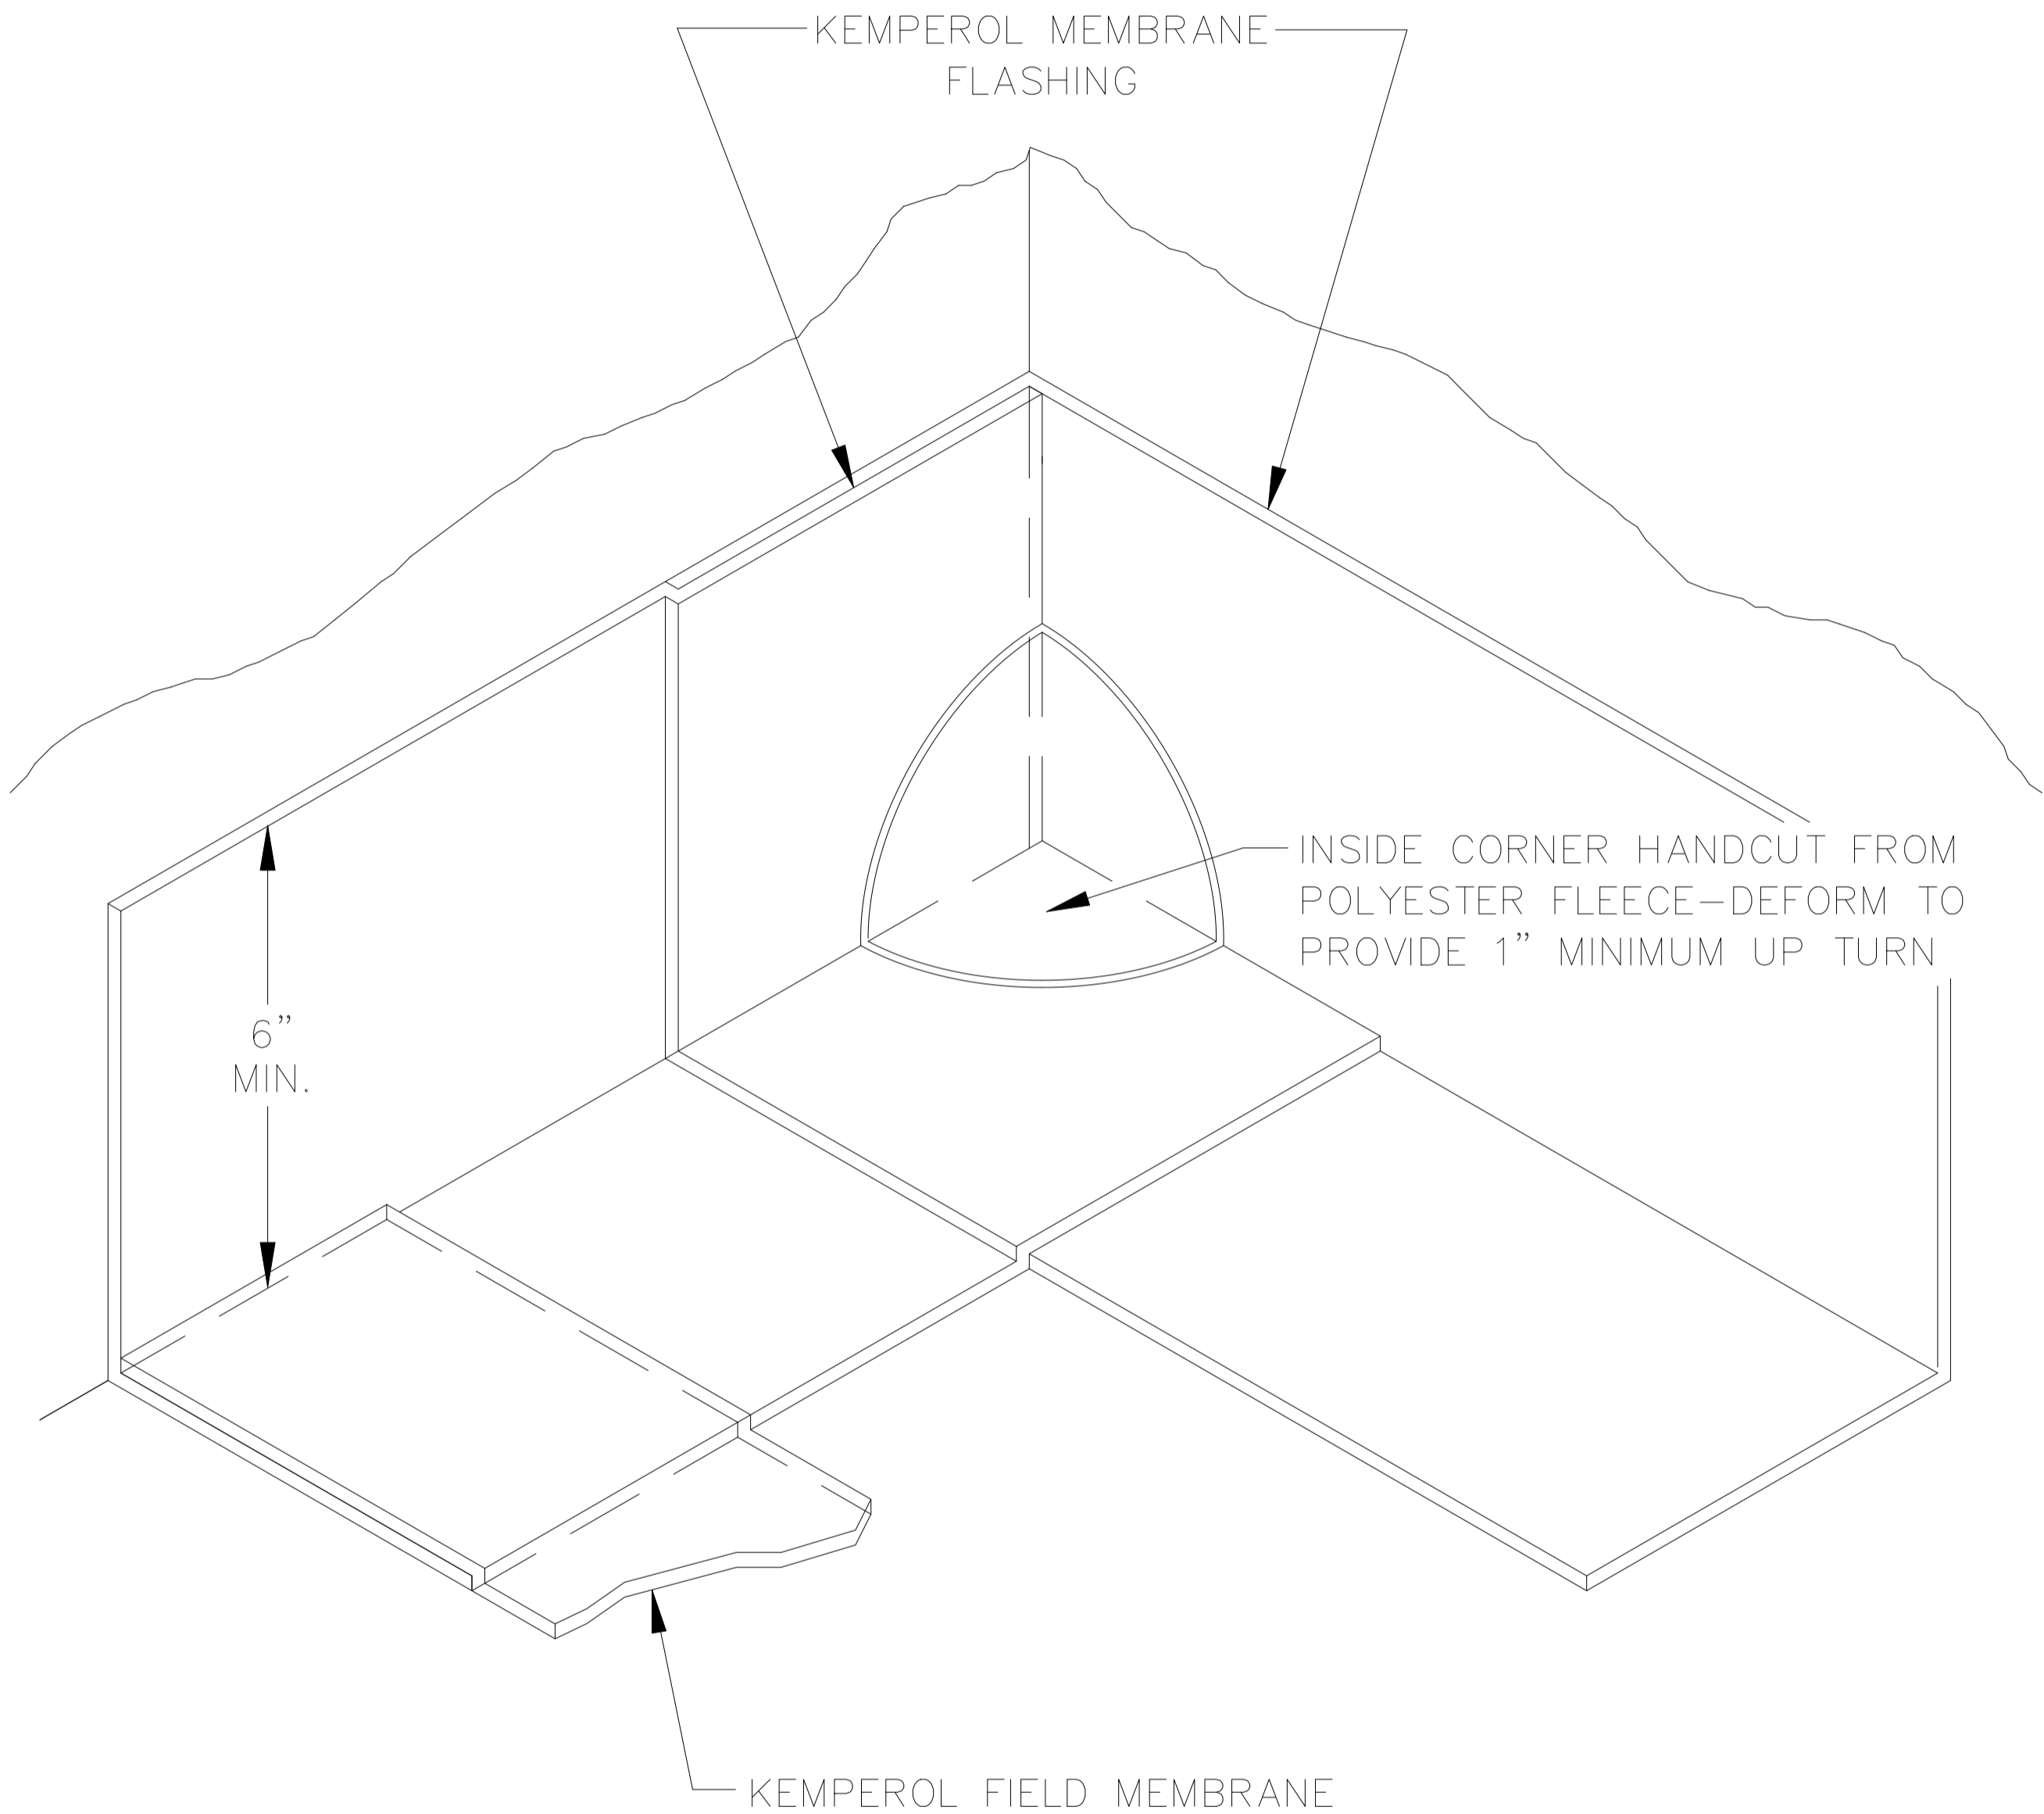 KEMPEROL MEMBRANE
FLASHING
INSIDE CORNER HANDCUT FROM
POLYESTER FLEECE–DEFORM TO
PROVIDE 1” MINIMUM UP TURN
6”
MIN.
KEMPEROL FIELD MEMBRANE